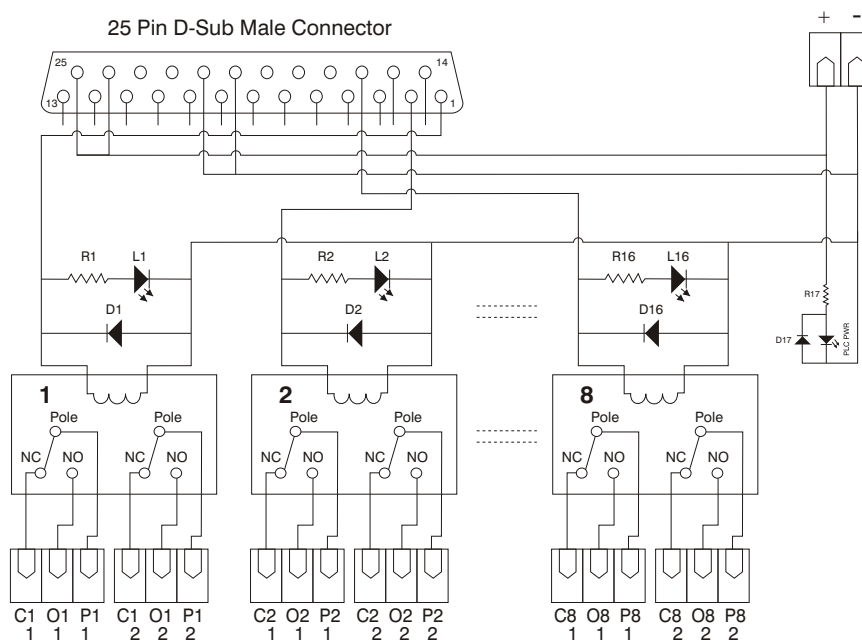 25 Pin D-Sub Male Connector
+ -
25 14
13 1
R1 L1 R2 L2 R16 L16
D1 D2 D16
R17
D17 PLC PWR
1 2 8
Pole Pole Pole Pole Pole Pole
NC NO NC NO NC NO NC NO NC NO NC NO
C1 O1 P1 C1 O1 P1 C2 O2 P2 C2 O2 P2 C8 O8 P8 C8 O8 P8
1 1 1 2 2 2 1 1 1 2 2 2 1 1 1 2 2 2